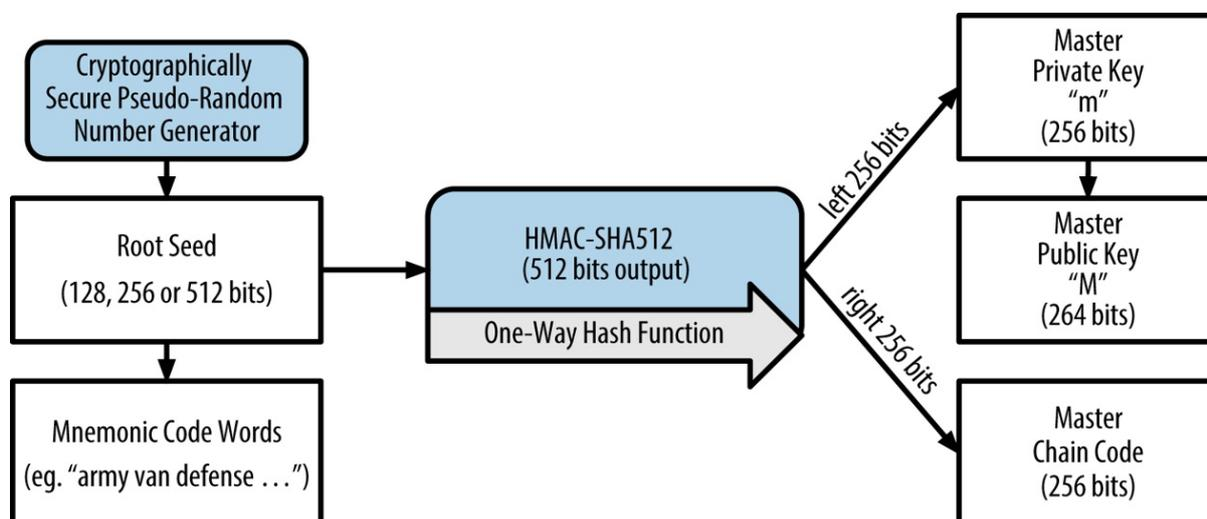 Cryptographically
Secure Pseudo-Random
Number Generator
Root Seed
(128, 256 or 512 bits)
Mnemonic Code Words
(eg. “army van defense …”)
HMAC-SHA512
(512 bits output)
One-Way Hash Function
left 256 bits
right 256 bits
Master
Private Key
“m”
(256 bits)
Master
Public Key
“M”
(264 bits)
Master
Chain Code
(256 bits)